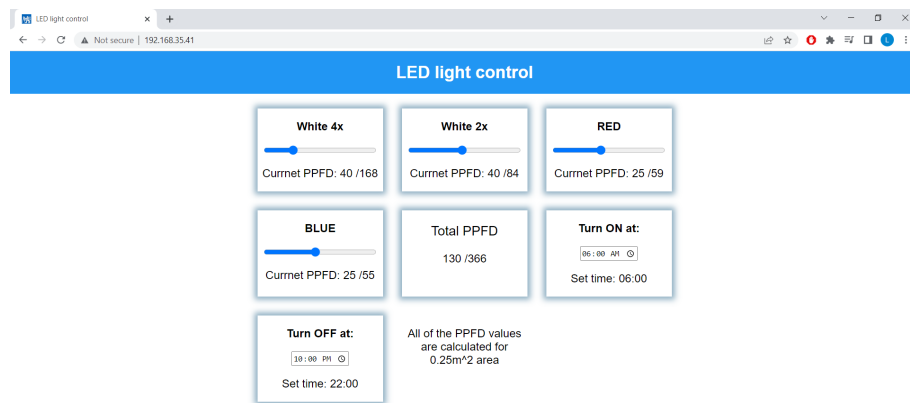 LED light control
Not secure | 192.168.35.41
LED light control
White 4x
Currnet PPFD: 40 /168
White 2x
Currnet PPFD: 40 /84
RED
Currnet PPFD: 25 /59
BLUE
Currnet PPFD: 25 /55
Total PPFD
130 /366
Turn ON at:
06:00 AM
Set time: 06:00
Turn OFF at:
10:00 PM
Set time: 22:00
All of the PPFD values
are calculated for
0.25m^2 area